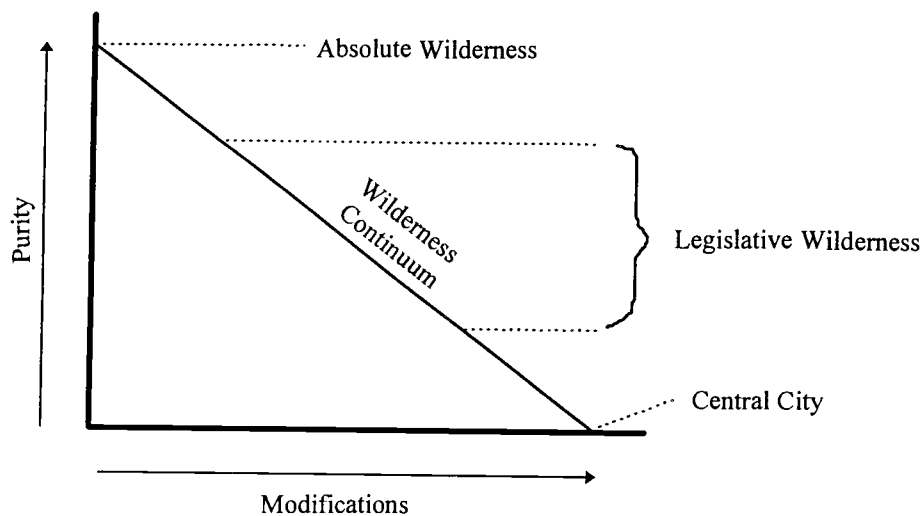 Absolute Wilderness
Wilderness
Continuum
Purity
Legislative Wilderness
Central City
Modifications